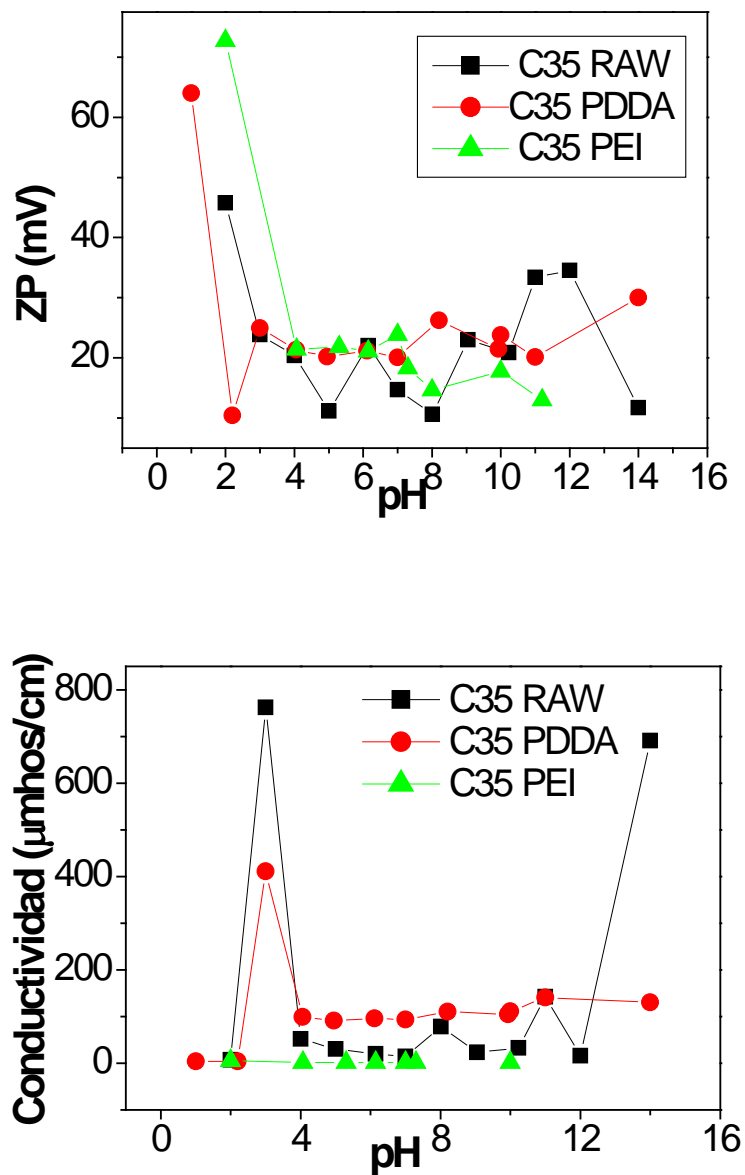 C35 RAW
C35 PDDA
C35 PEI
60
40
20
ZP (mV)
0 2 4 6 8 10 12 14 16
pH
C35 RAW
C35 PDDA
C35 PEI
800
600
400
200
0
Conductividad (μmhos/cm)
0 4 8 12 16
pH